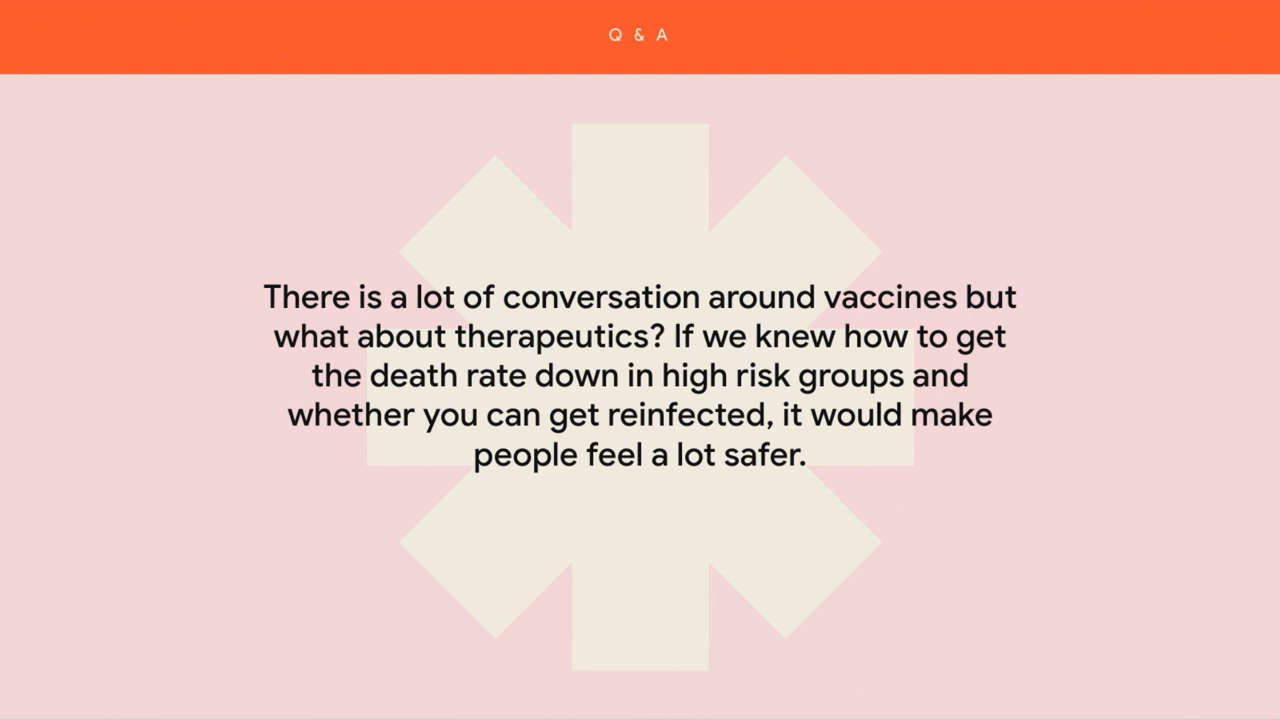 Q & A
There is a lot of conversation around vaccines but
what about therapeutics? If we knew how to get
the death rate down in high risk groups and
whether you can get reinfected, it would make
people feel a lot safer.